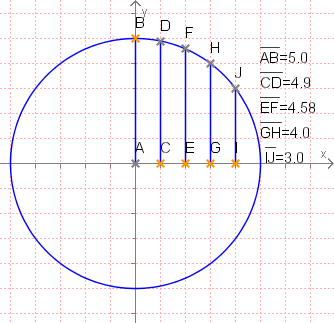 y
B D F H J
A C E G I
x
AB=5.0
CD=4.9
EF=4.58
GH=4.0
IJ=3.0